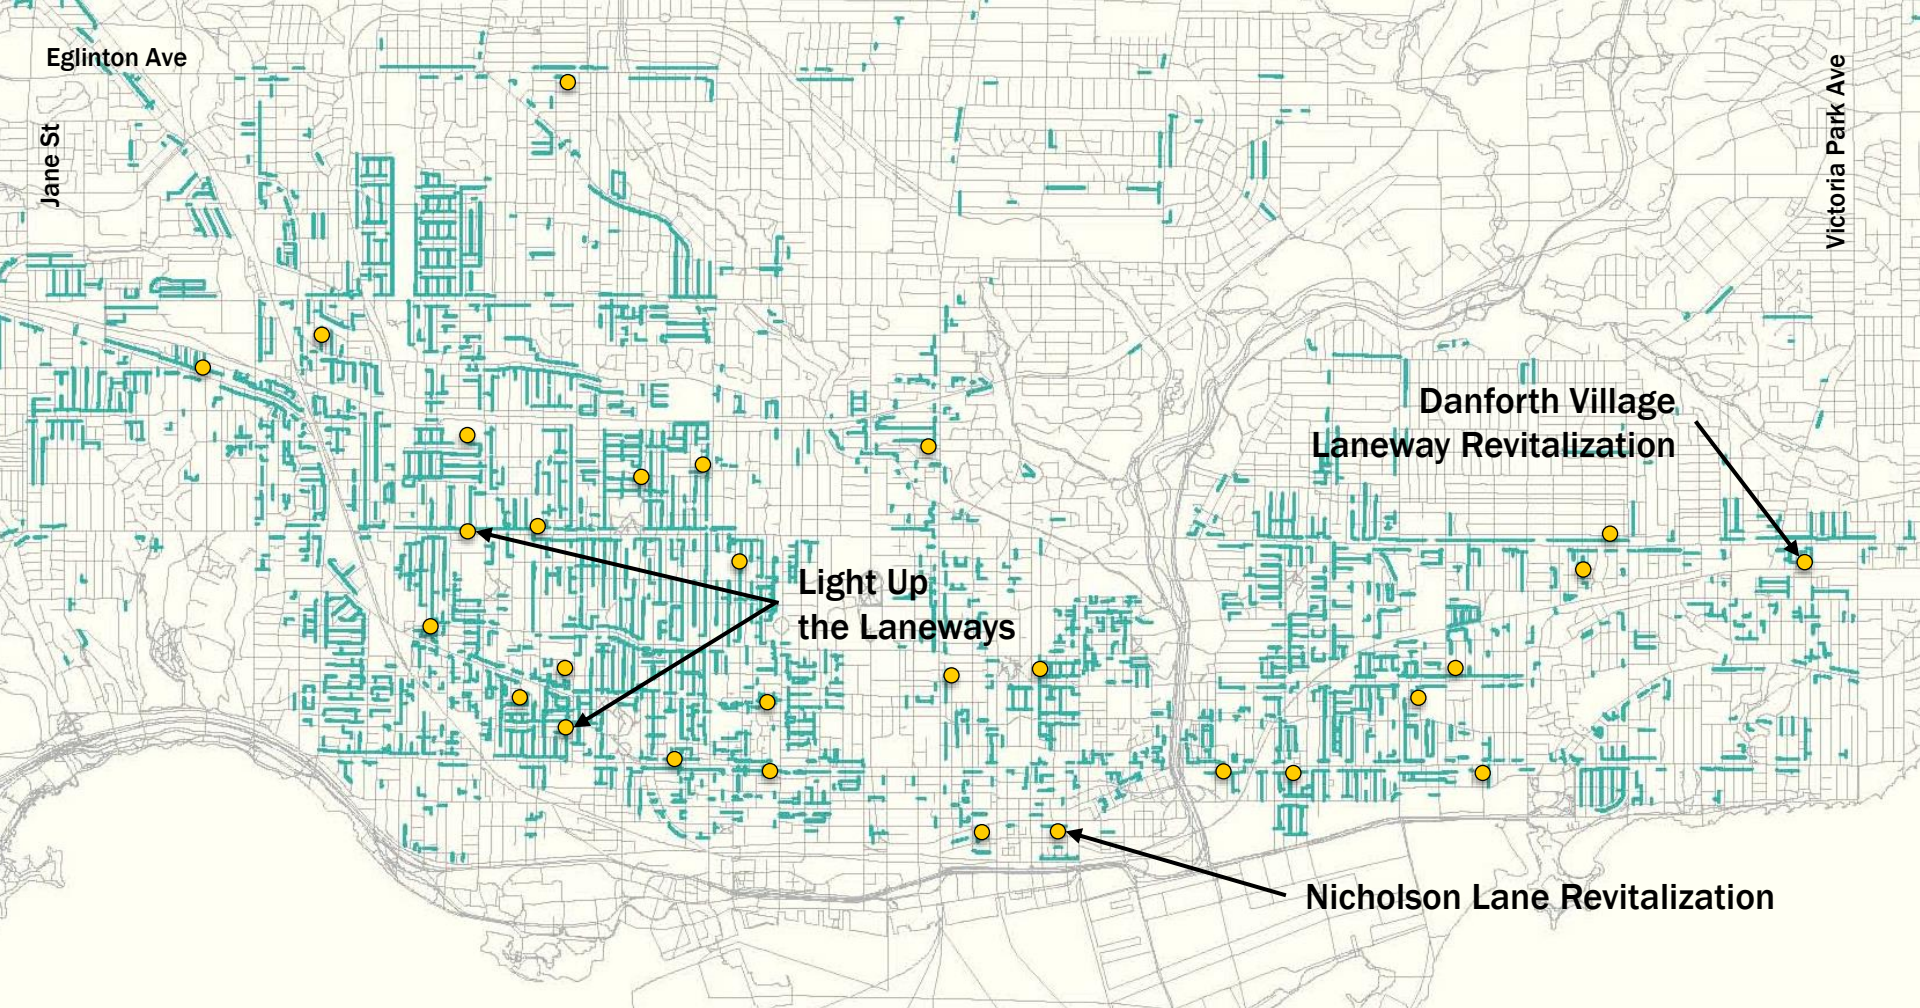 Eglinton Ave
Jane St
Victoria Park Ave
Danforth Village
Laneway Revitalization
Light Up
the Laneways
Nicholson Lane Revitalization